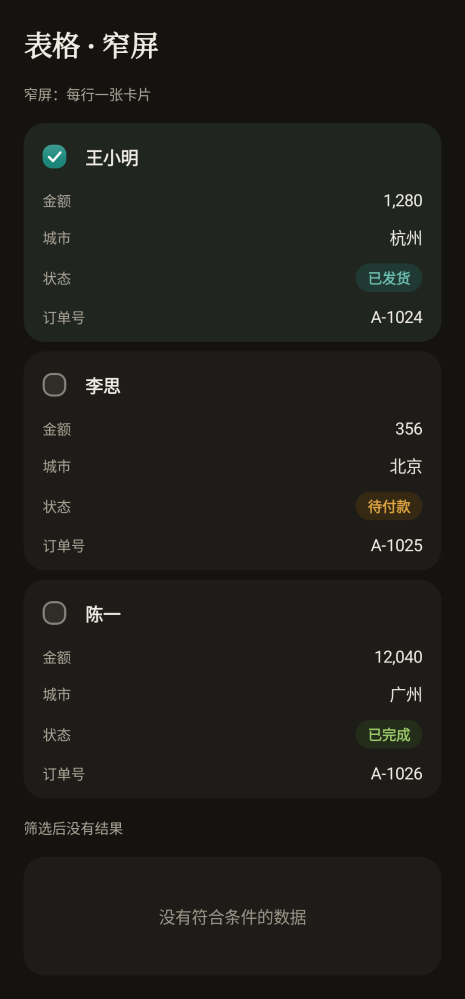 表格 · 窄屏
窄屏：每行一张卡片
王小明
金额 1,280
城市 杭州
状态 已发货
订单号 A-1024
李思
金额 356
城市 北京
状态 待付款
订单号 A-1025
陈一
金额 12,040
城市 广州
状态 已完成
订单号 A-1026
筛选后没有结果
没有符合条件的数据